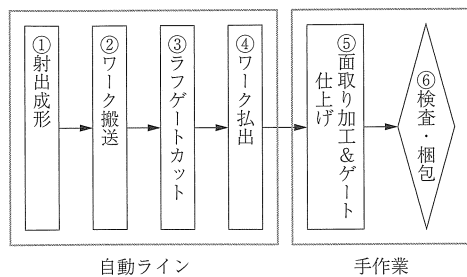 ①射出成形
②ワーク搬送
③ラフゲートカット
④ワーク払出
⑤面取り加工&ゲート
仕上げ
⑥検査・梱包
自動ライン
手作業